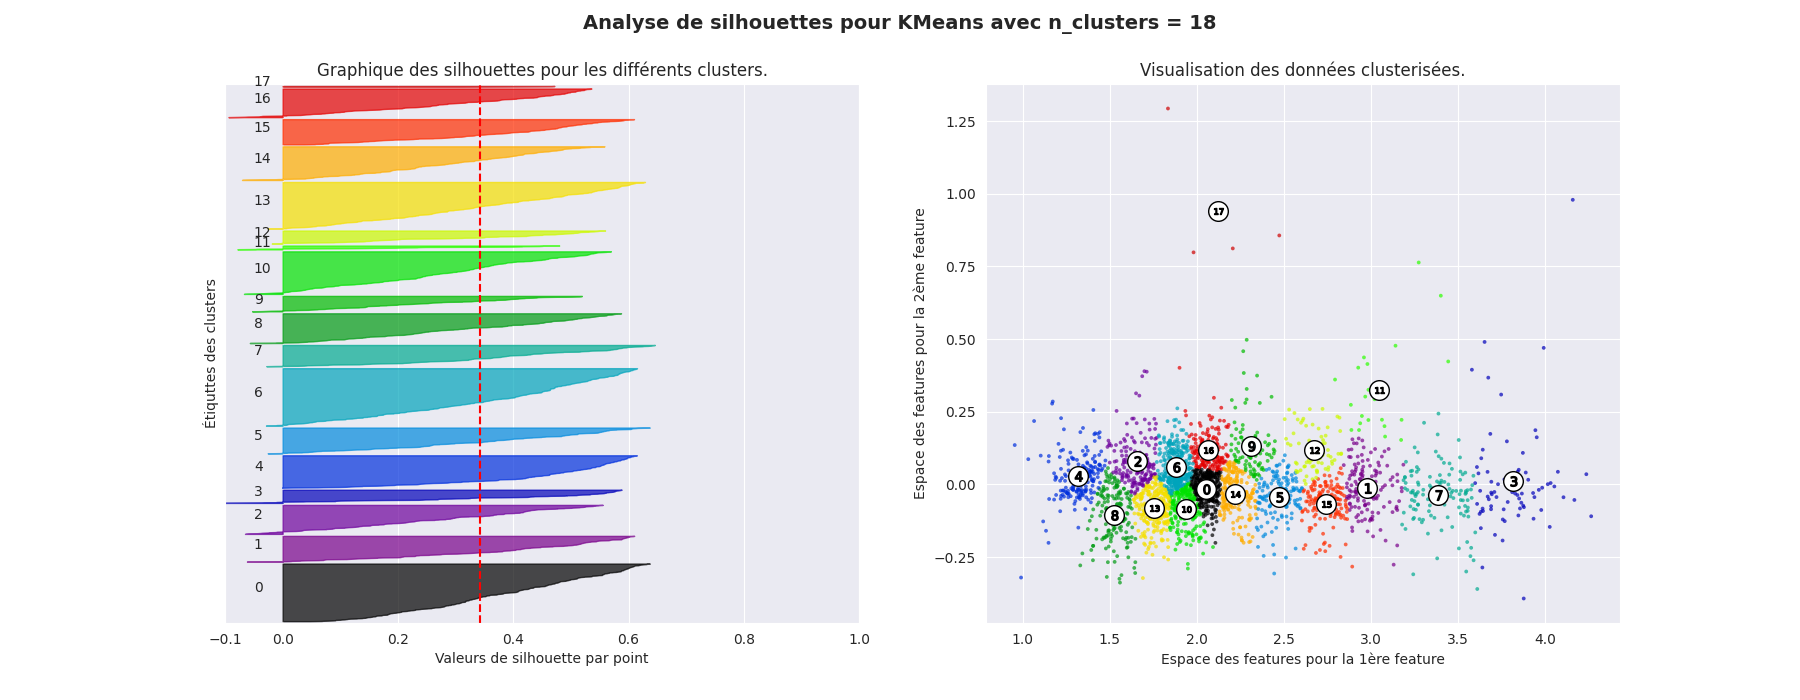 Analyse de silhouettes pour KMeans avec n_clusters = 18
Graphique des silhouettes pour les différents clusters.
17
16
15
14
13
12
11
10
9
8
7
6
5
4
3
2
1
0
Étiquttes des clusters
−0.1 0.0 0.2 0.4 0.6 0.8 1.0
Valeurs de silhouette par point
Visualisation des données clusterisées.
1.25
1.00
0.75
0.50
0.25
0.00
−0.25
Espace des features pour la 2ème feature
17
11
16 9 12
2 6
4 0 14 5 15 1 7 3
8 13 10
1.0 1.5 2.0 2.5 3.0 3.5 4.0
Espace des features pour la 1ère feature